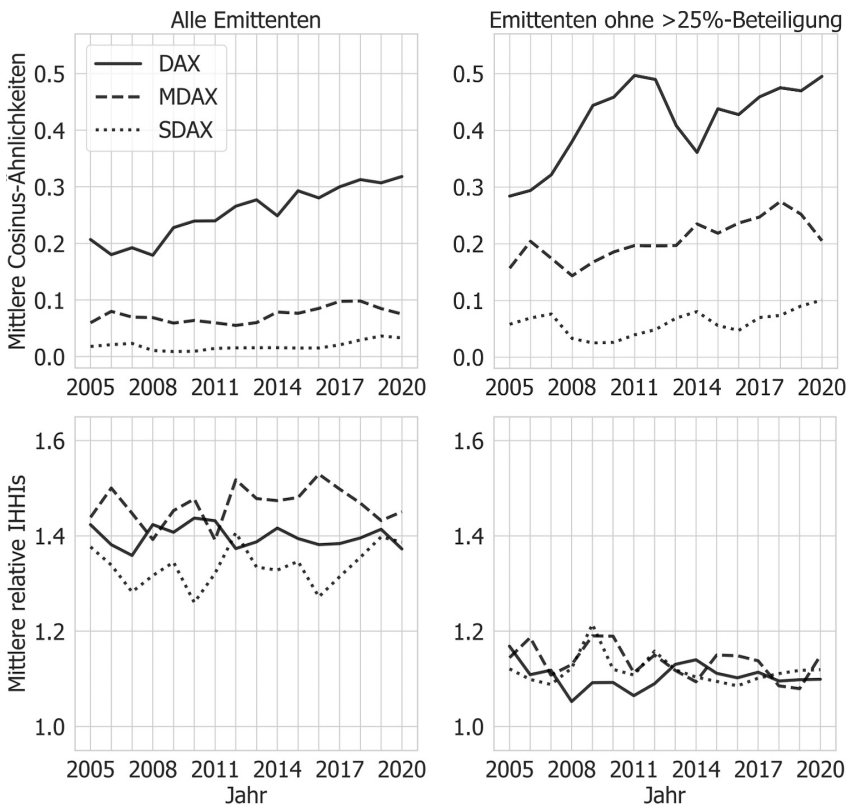 Alle Emittenten
Emittenten ohne >25%-Beteiligung
Mittlere Cosinus-Ähnlichkeiten
0.5
0.4
0.3
0.2
0.1
0.0
DAX
MDAX
SDAX
2005 2008 2011 2014 2017 2020
0.5
0.4
0.3
0.2
0.1
0.0
2005 2008 2011 2014 2017 2020
Mittlere relative IHHIs
1.6
1.4
1.2
1.0
2005 2008 2011 2014 2017 2020
Jahr
1.6
1.4
1.2
1.0
2005 2008 2011 2014 2017 2020
Jahr